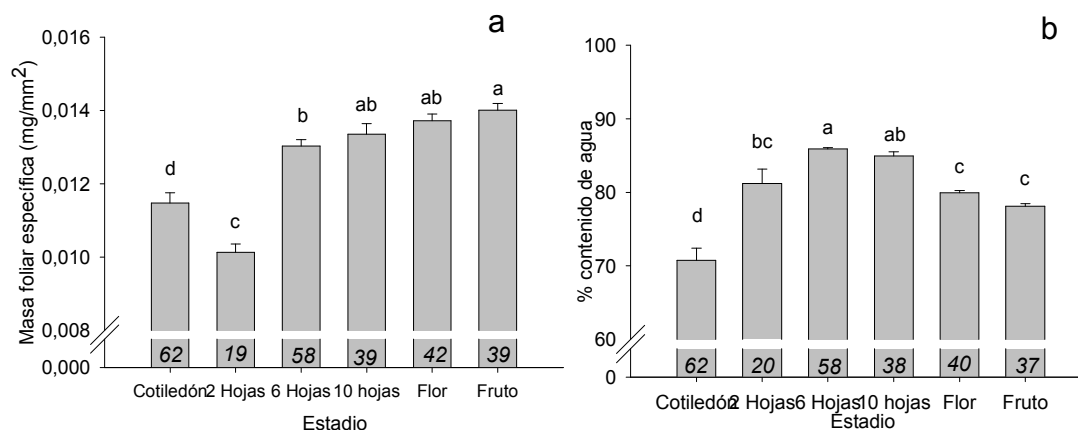 a
Masa foliar específica (mg/mm²)
0,016
0,014
0,012
0,010
0,008
0,000
d
c
b
ab
ab
a
62
19
58
39
42
39
Cotiledón
2 Hojas
6 Hojas
10 hojas
Flor
Fruto
Estadio
b
% contenido de agua
100
90
80
70
60
0
d
bc
a
ab
c
c
62
20
58
38
40
37
Cotiledón
2 Hojas
6 Hojas
10 hojas
Flor
Fruto
Estadio